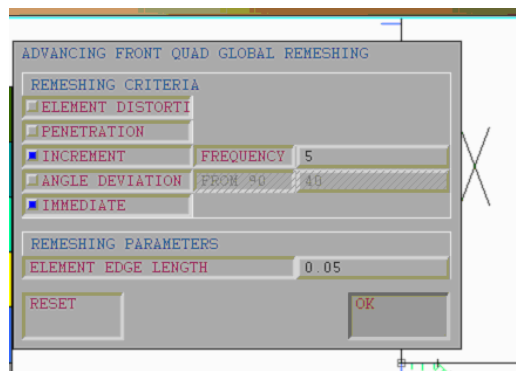 ADVANCING FRONT QUAD GLOBAL REMESHING
REMESHING CRITERIA
ELEMENT DISTORTI
PENETRATION
INCREMENT FREQUENCY 5
ANGLE DEVIATION FROM 90 40
IMMEDIATE
REMESHING PARAMETERS
ELEMENT EDGE LENGTH 0.05
RESET OK